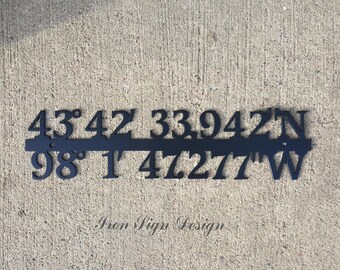 43° 42' 33.942"N
98° 1' 47.277"W
Iron Sign Design